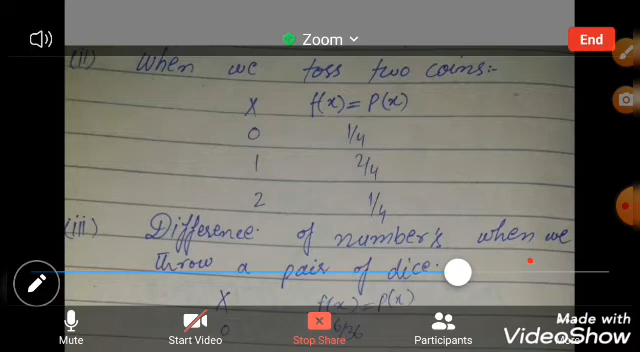 Zoom
End
(ii) When we toss two coins:-
X f(x)= P(x)
0 1/4
1 2/4
2 1/4
(iii) Difference of number's when we
throw a pair of dice.
X f(x)= P(x)
0 6/36
Mute Start Video Stop Share Participants
Made with
VideoShow